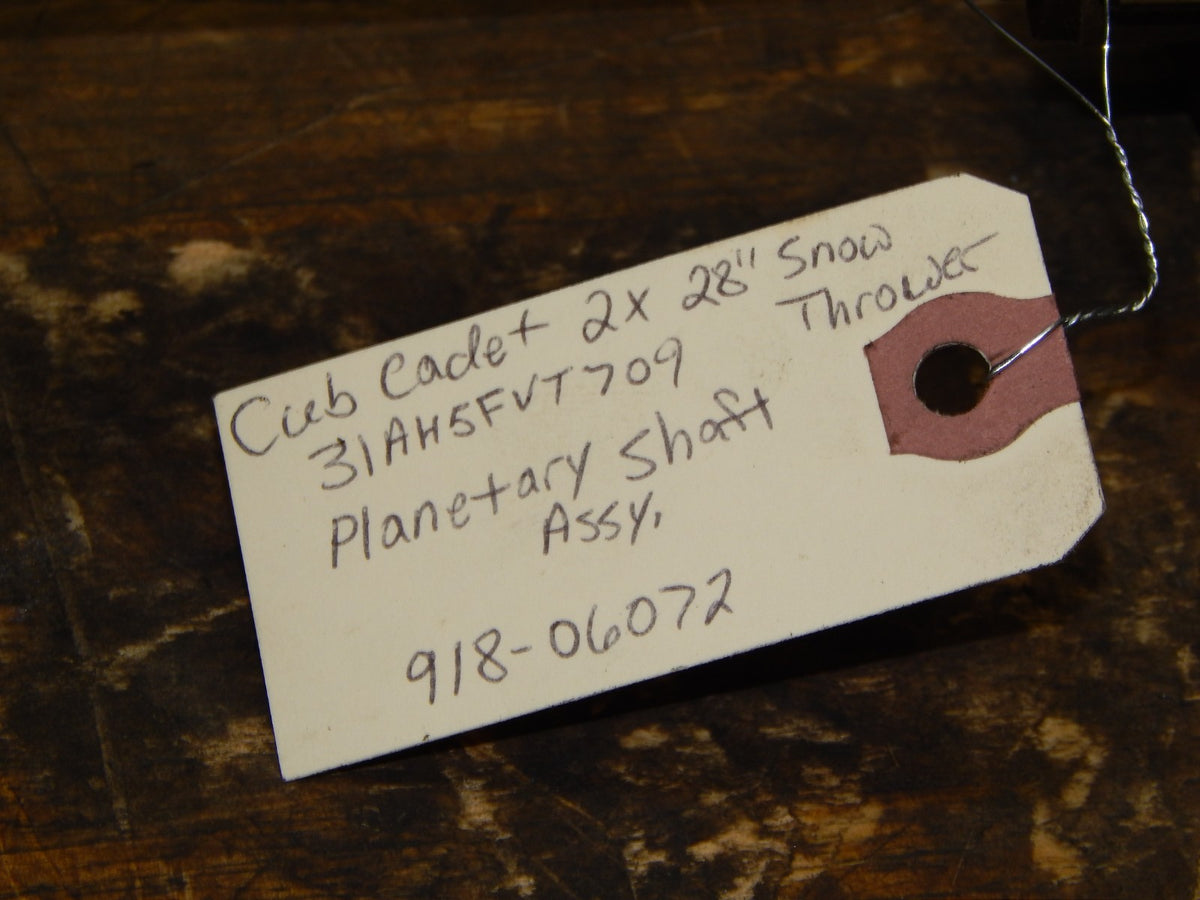 Cub Cadet 2x 28" Snow
Thrower
31AH5FVT709
Planetary Shaft
Assy.
918-06072